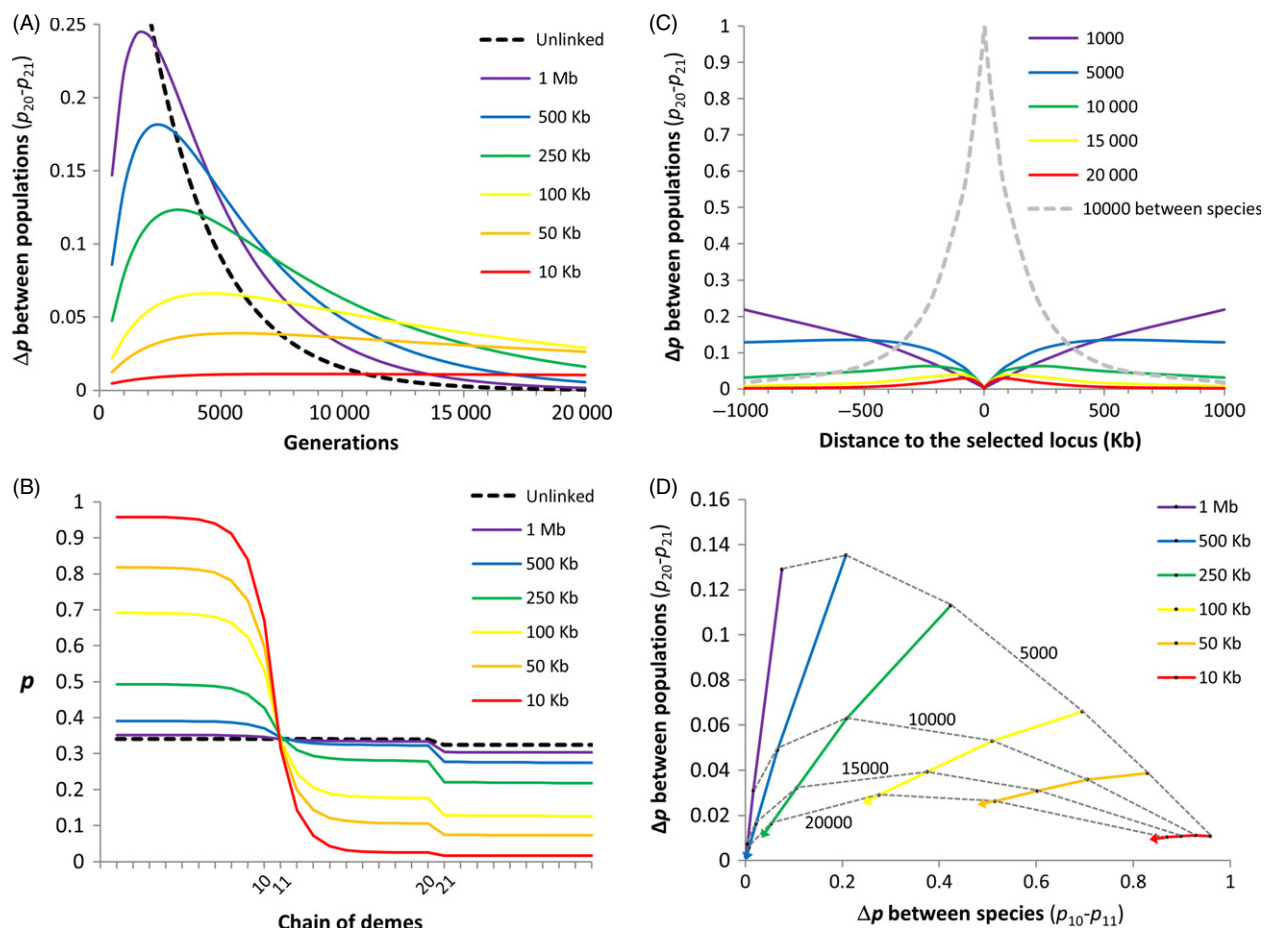 (A)
Δp between populations (p20-p21)
0.25
0.2
0.15
0.1
0.05
0
0
5000
10 000
15 000
20 000
Generations
Unlinked
1 Mb
500 Kb
250 Kb
100 Kb
50 Kb
10 Kb
(C)
Δp between populations (p20-p21)
1
0.9
0.8
0.7
0.6
0.5
0.4
0.3
0.2
0.1
0
−1000
−500
0
500
1000
Distance to the selected locus (Kb)
1000
5000
10 000
15 000
20 000
10000 between species
(B)
p
1
0.9
0.8
0.7
0.6
0.5
0.4
0.3
0.2
0.1
0
10
11
20
21
Chain of demes
Unlinked
1 Mb
500 Kb
250 Kb
100 Kb
50 Kb
10 Kb
(D)
Δp between populations (p20-p21)
0.16
0.14
0.12
0.1
0.08
0.06
0.04
0.02
0
0
0.2
0.4
0.6
0.8
1
Δp between species (p10-p11)
5000
10000
15000
20000
1 Mb
500 Kb
250 Kb
100 Kb
50 Kb
10 Kb